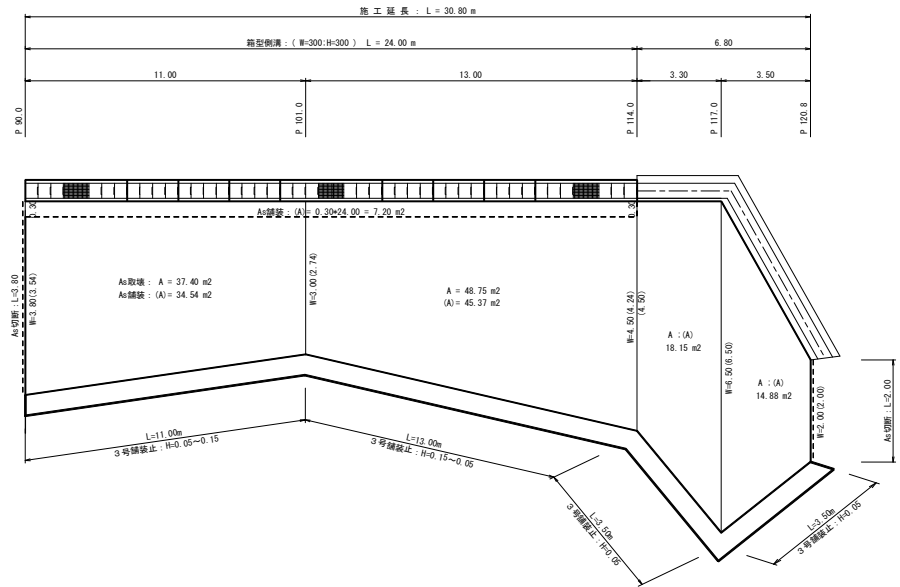 施 工 延 長 : L = 30.80 m
箱型側溝 : ( W=300:H=300 ) L = 24.00 m
6.80
11.00
13.00
3.30
3.50
P 90.0
P 101.0
P 114.0
P 117.0
P 120.8
0.30
As舗装 : (A)= 0.30*24.00 = 7.20 m2
0.30
As切断 : L=3.80
W=3.80(3.54)
As取壊 : A = 37.40 m2
As舗装 : (A)= 34.54 m2
W=3.00(2.74)
A = 48.75 m2
(A)= 45.37 m2
W=4.50(4.24)
(4.50)
A :(A)
18.15 m2
W=6.50(6.50)
A :(A)
14.88 m2
W=2.00(2.00)
As切断 : L=2.00
L=11.00m
3号舗装止 : H=0.05~0.15
L=13.00m
3号舗装止 : H=0.15~0.05
L=3.50m
3号舗装止 : H=0.05
L=3.50m
3号舗装止 : H=0.05